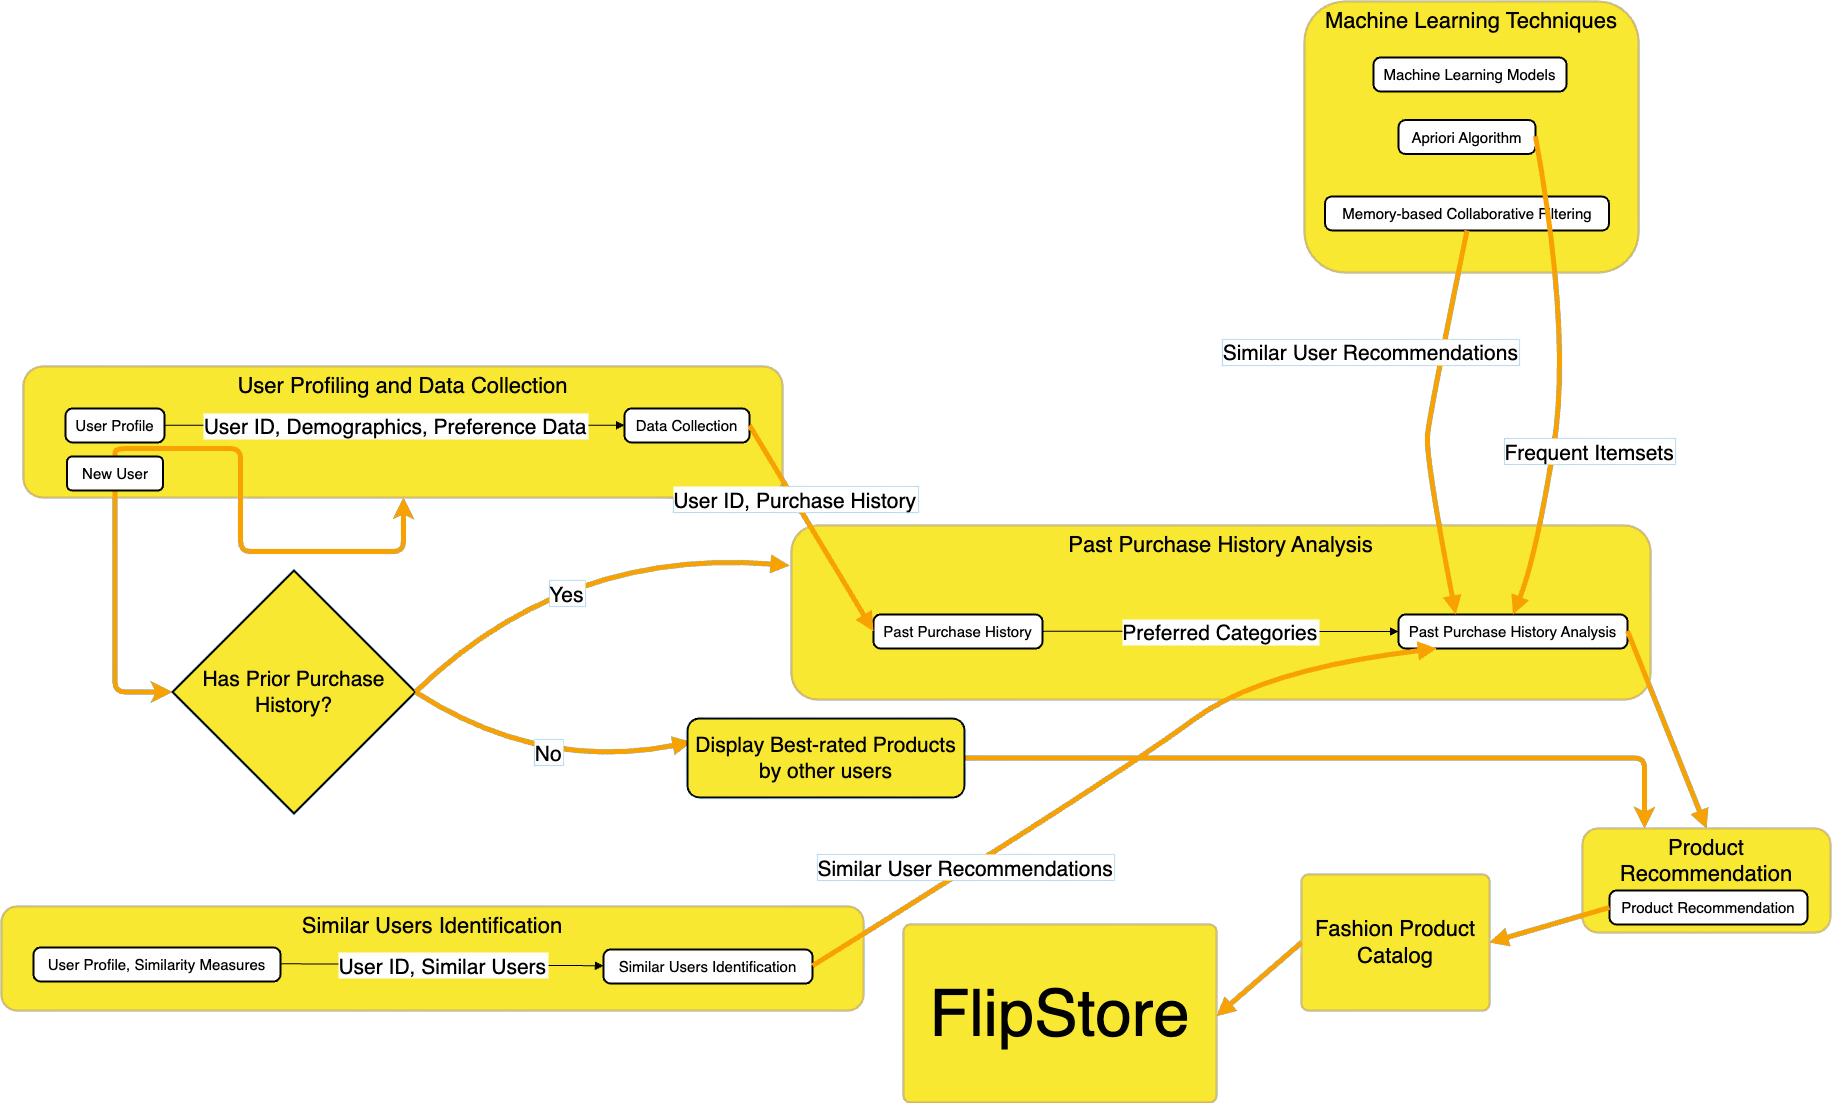 Machine Learning Techniques
Machine Learning Models
Apriori Algorithm
Memory-based Collaborative Filtering
Similar User Recommendations
Frequent Itemsets
User Profiling and Data Collection
User Profile
User ID, Demographics, Preference Data
Data Collection
New User
User ID, Purchase History
Past Purchase History Analysis
Past Purchase History
Preferred Categories
Past Purchase History Analysis
Yes
Has Prior Purchase
History?
No
Display Best-rated Products
by other users
Similar User Recommendations
Product
Recommendation
Product Recommendation
Fashion Product
Catalog
Similar Users Identification
User Profile, Similarity Measures
User ID, Similar Users
Similar Users Identification
FlipStore